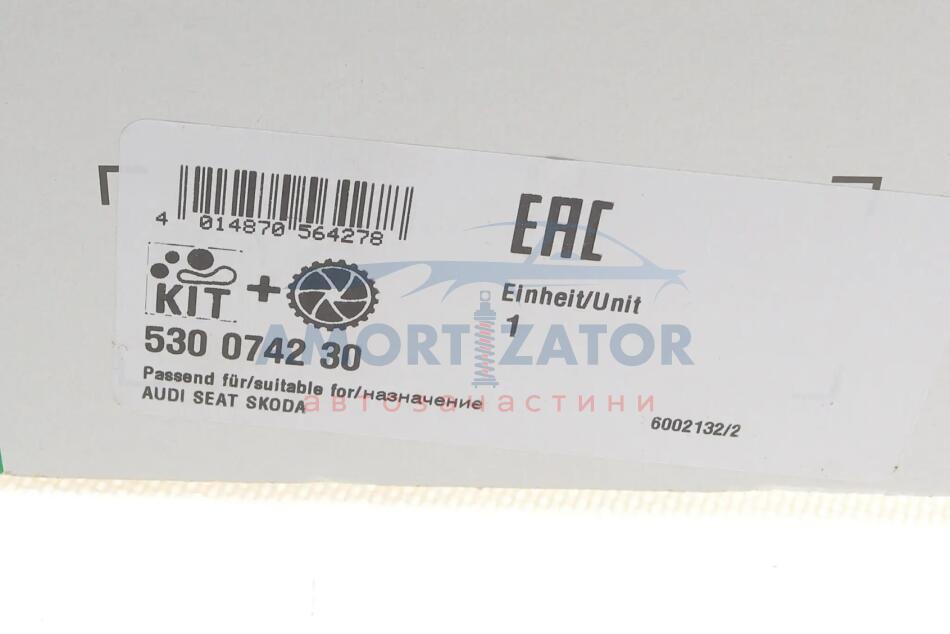 4 014870 564278
EAC
KIT +
Einheit/Unit
1
530 0742 30
Passend für/suitable for/назначение
AUDI SEAT SKODA
6002132/2
AMORTIZATOR
автозапчастини